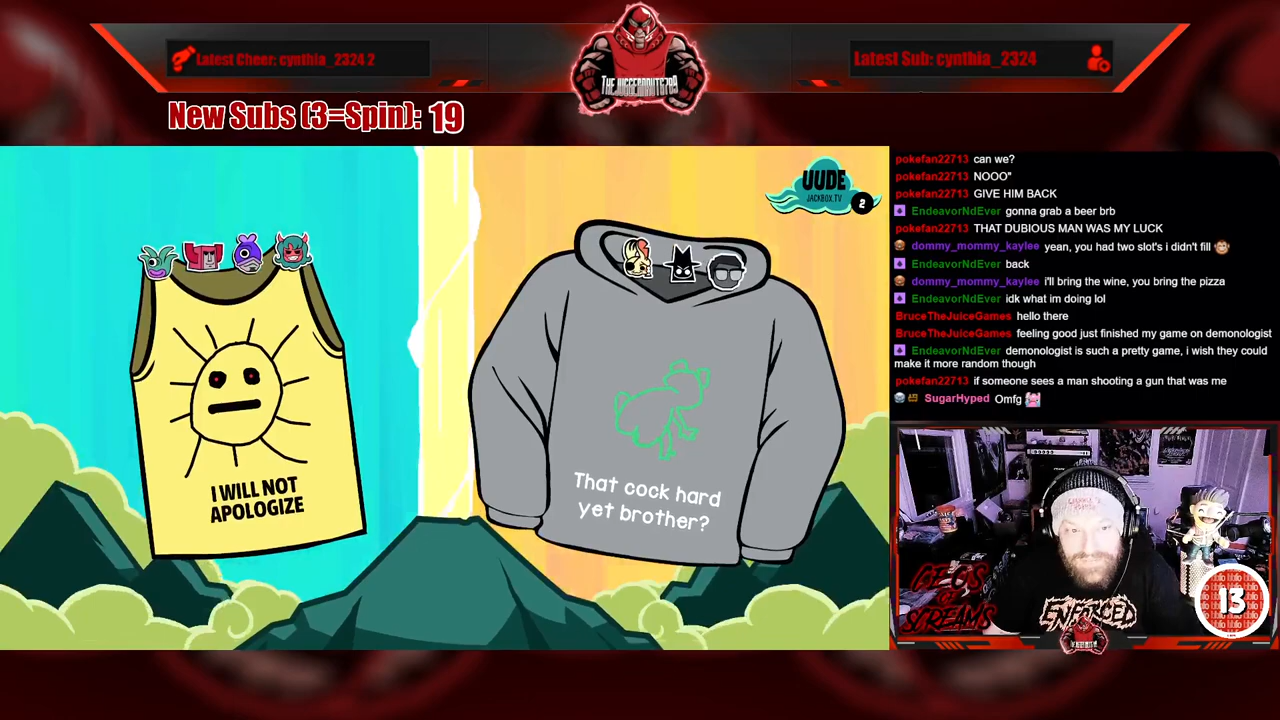 Latest Cheer: cynthia_2324 2
THEJUGGERNAUT6789
Latest Sub: cynthia_2324
New Subs (3=Spin): 19
UUDE
JACKBOX.TV
2
I WILL NOT
APOLOGIZE
That cock hard
yet brother?
pokefan22713 can we?
pokefan22713 NOOO"
pokefan22713 GIVE HIM BACK
EndeavorNdEver gonna grab a beer brb
pokefan22713 THAT DUBIOUS MAN WAS MY LUCK
dommy_mommy_kaylee yean, you had two slot's i didn't fill
EndeavorNdEver back
dommy_mommy_kaylee i'll bring the wine, you bring the pizza
EndeavorNdEver idk what im doing lol
BruceTheJuiceGames hello there
BruceTheJuiceGames feeling good just finished my game on demonologist
EndeavorNdEver demonologist is such a pretty game, i wish they could
make it more random though
pokefan22713 if someone sees a man shooting a gun that was me
SugarHyped Omfg
SCREAMS
ENFORCED
13